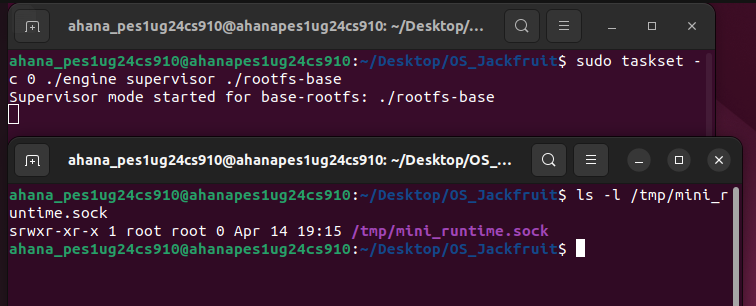 ahana_pes1ug24cs910@ahanapes1ug24cs910: ~/Desktop/...
ahana_pes1ug24cs910@ahanapes1ug24cs910:~/Desktop/OS_Jackfruit$ sudo taskset -
c 0 ./engine supervisor ./rootfs-base
Supervisor mode started for base-rootfs: ./rootfs-base
ahana_pes1ug24cs910@ahanapes1ug24cs910: ~/Desktop/OS_...
ahana_pes1ug24cs910@ahanapes1ug24cs910:~/Desktop/OS_Jackfruit$ ls -l /tmp/mini_r
untime.sock
srwxr-xr-x 1 root root 0 Apr 14 19:15 /tmp/mini_runtime.sock
ahana_pes1ug24cs910@ahanapes1ug24cs910:~/Desktop/OS_Jackfruit$